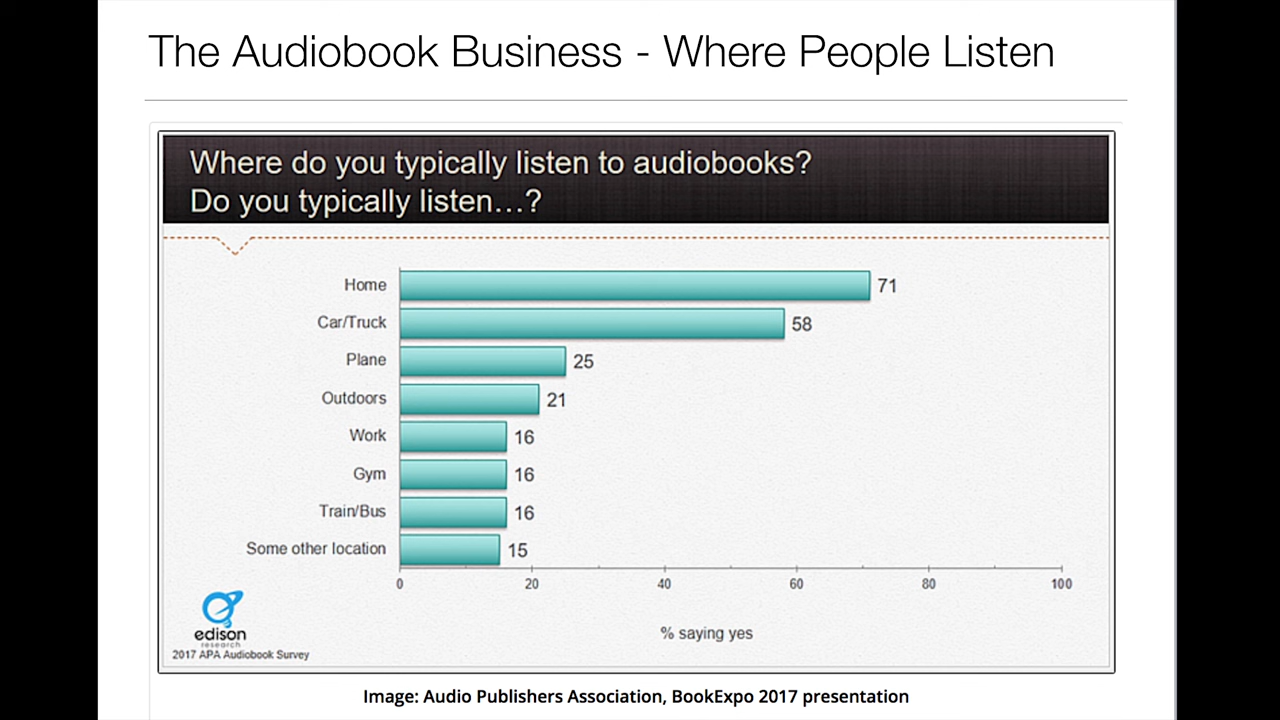 The Audiobook Business - Where People Listen
Where do you typically listen to audiobooks?
Do you typically listen...?
Home 71
Car/Truck 58
Plane 25
Outdoors 21
Work 16
Gym 16
Train/Bus 16
Some other location 15
0 20 40 60 80 100
% saying yes
edison
research
2017 APA Audiobook Survey
Image: Audio Publishers Association, BookExpo 2017 presentation